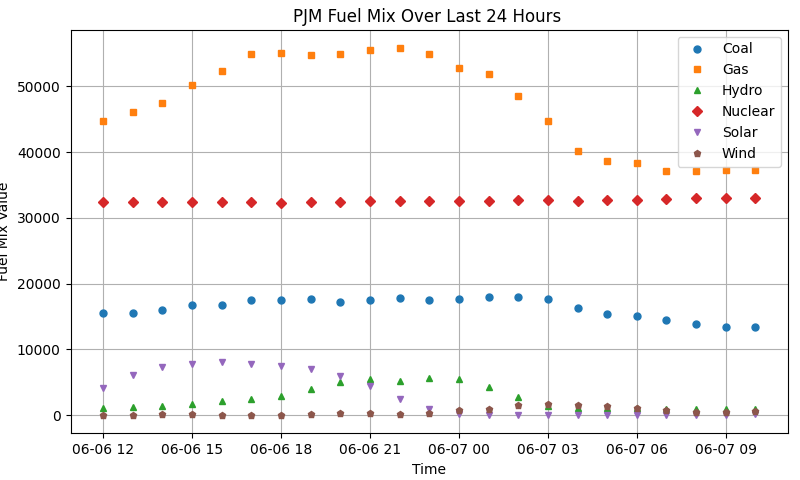 PJM Fuel Mix Over Last 24 Hours
Coal
Gas
Hydro
Nuclear
Solar
Wind
50000
40000
30000
20000
10000
0
Fuel Mix Value
06-06 12 06-06 15 06-06 18 06-06 21 06-07 00 06-07 03 06-07 06 06-07 09
Time